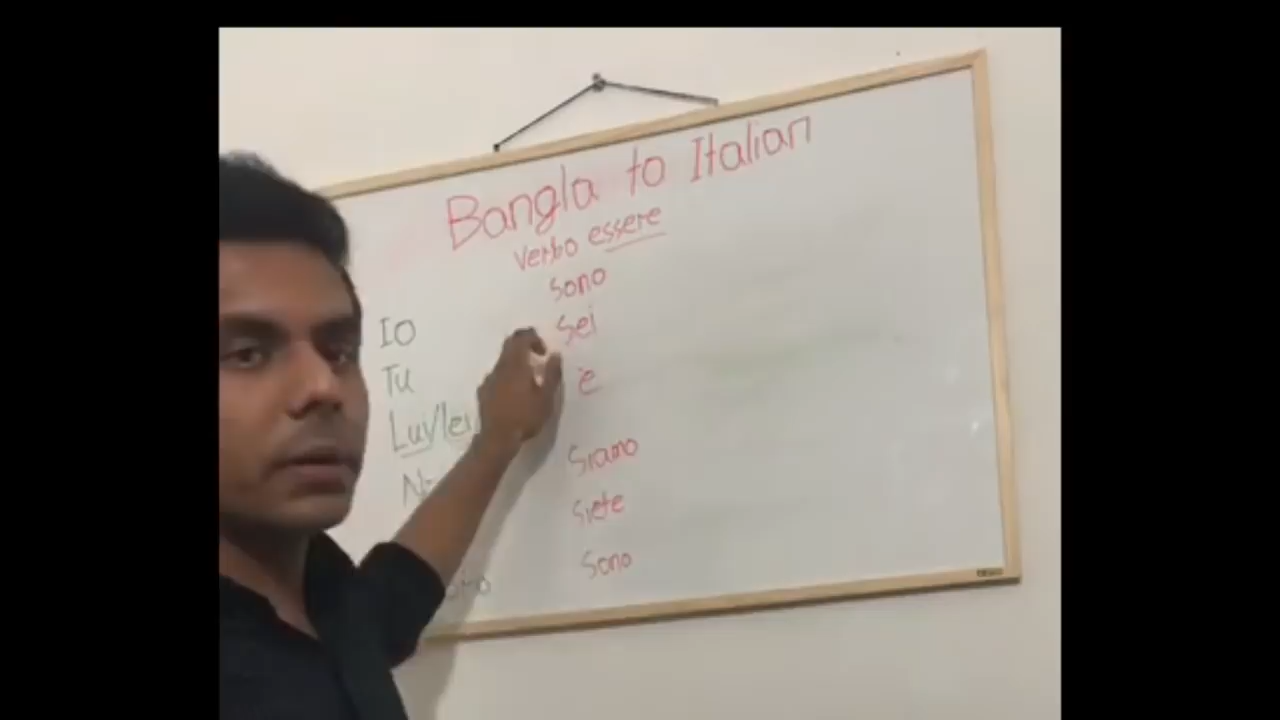 Bangla to Italian
Verbo essere
Io sono
Tu sei
Lui/lei è
siamo
siete
sono